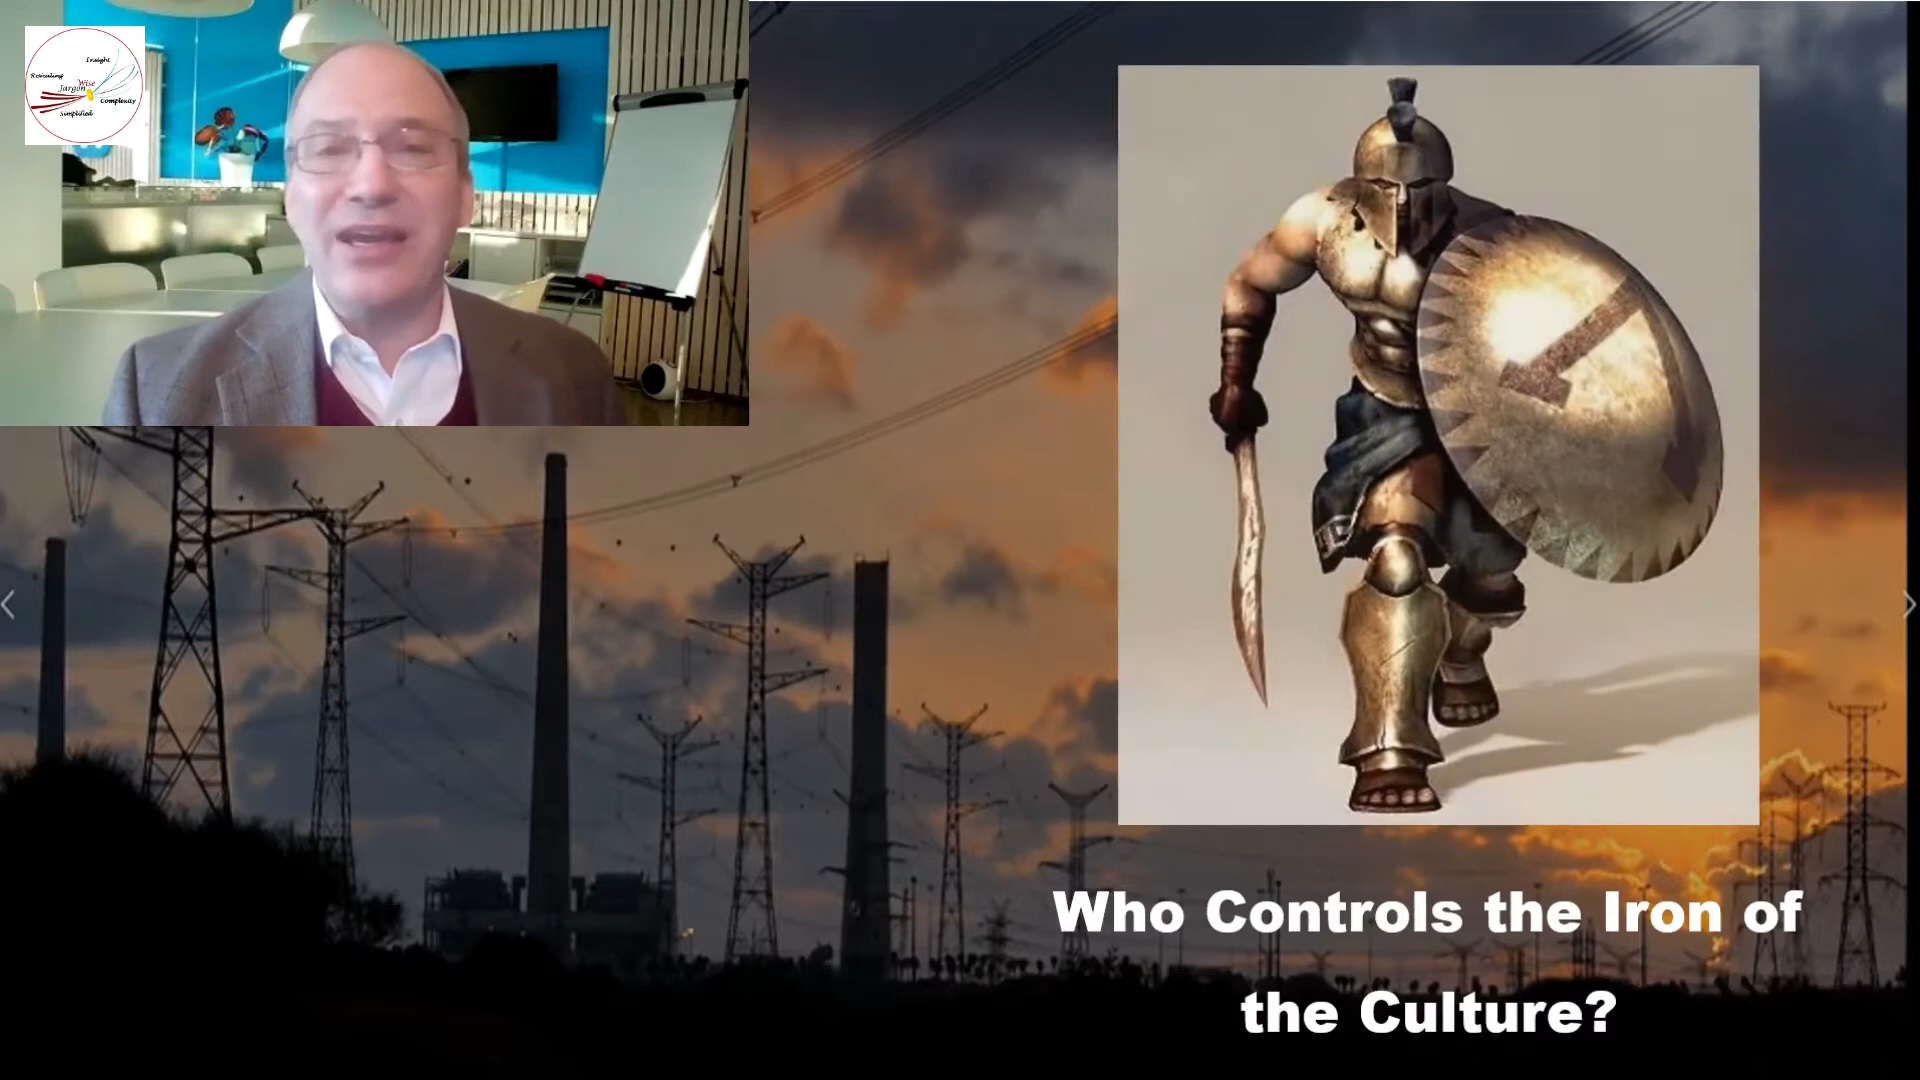 Insight
Revealing
Wise
Jargon
Complexity
Simplified
Who Controls the Iron of
the Culture?